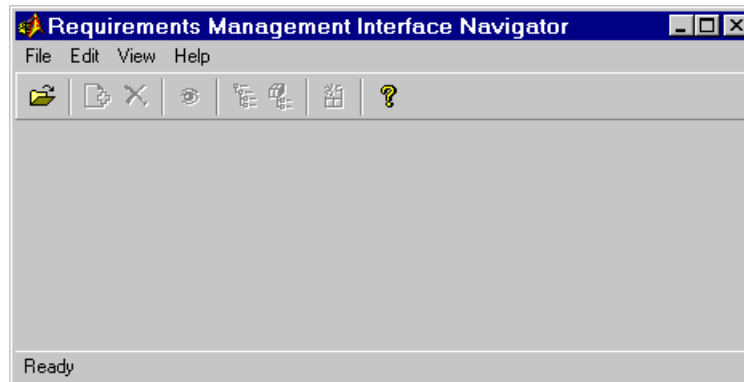 Requirements Management Interface Navigator
File Edit View Help
Ready